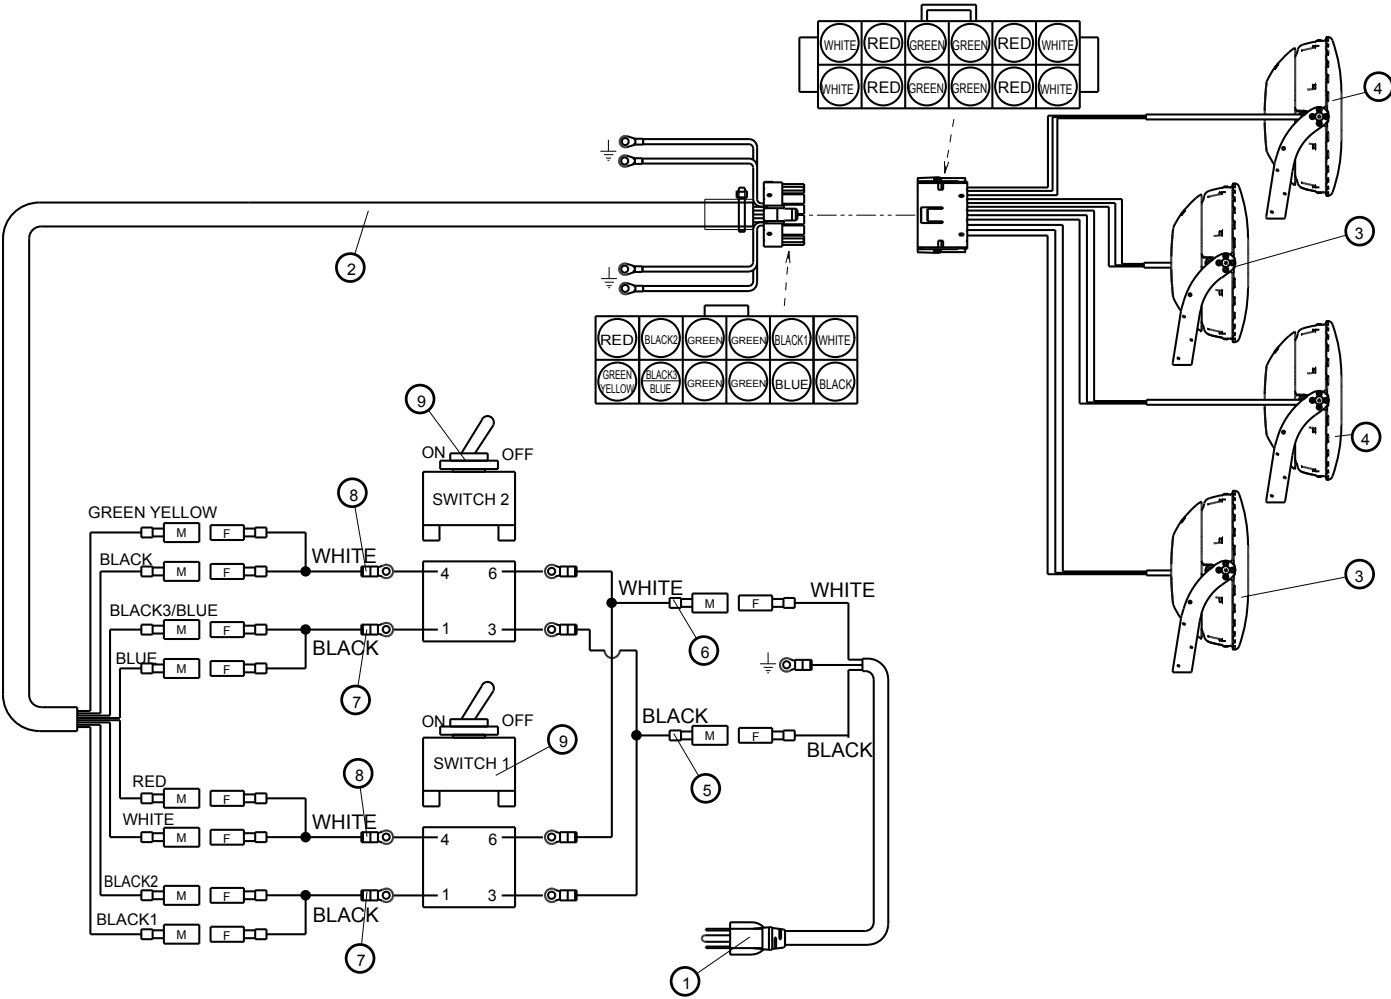 WHITE RED GREEN GREEN RED WHITE
WHITE RED GREEN GREEN RED WHITE
4
3
2
RED BLACK2 GREEN GREEN BLACK1 WHITE
GREEN YELLOW BLACK3 BLUE GREEN GREEN BLUE BLACK
9
4
ON OFF
SWITCH 2
8
GREEN YELLOW
M F
WHITE
BLACK
M F
4 6
3
WHITE
M F
WHITE
BLACK3/BLUE
M F
1 3
BLACK
6
BLUE
M F
7
ON OFF
BLACK
M F
BLACK
9
SWITCH 1
8
5
RED
M F
WHITE
WHITE
M F
4 6
BLACK2
M F
1 3
BLACK
BLACK1
M F
7
1